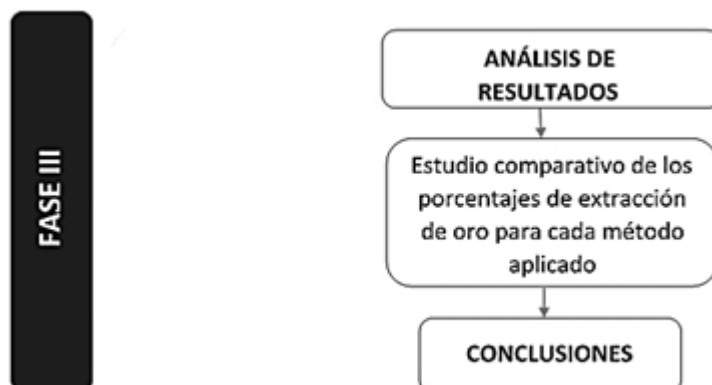 FASE III
ANÁLISIS DE
RESULTADOS
Estudio comparativo de los
porcentajes de extracción
de oro para cada método
aplicado
CONCLUSIONES